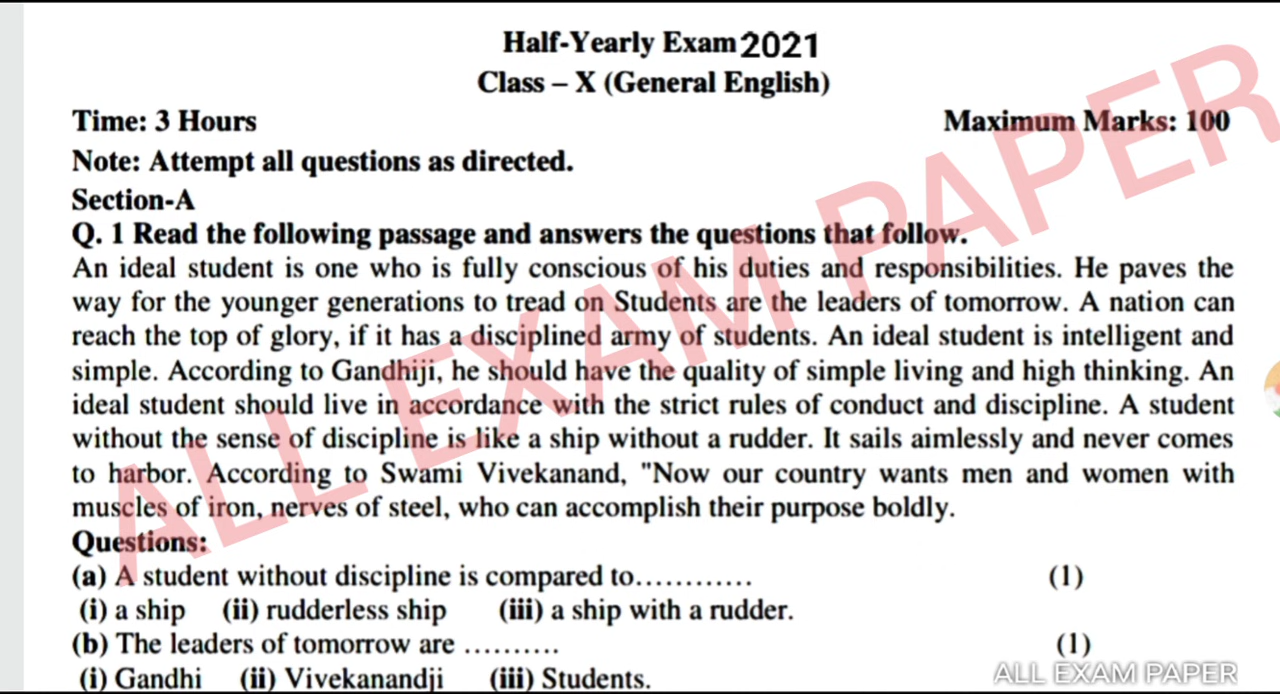 Half-Yearly Exam 2021
Class – X (General English)
Time: 3 Hours Maximum Marks: 100
Note: Attempt all questions as directed.
Section-A
Q. 1 Read the following passage and answers the questions that follow.
An ideal student is one who is fully conscious of his duties and responsibilities. He paves the
way for the younger generations to tread on Students are the leaders of tomorrow. A nation can
reach the top of glory, if it has a disciplined army of students. An ideal student is intelligent and
simple. According to Gandhiji, he should have the quality of simple living and high thinking. An
ideal student should live in accordance with the strict rules of conduct and discipline. A student
without the sense of discipline is like a ship without a rudder. It sails aimlessly and never comes
to harbor. According to Swami Vivekanand, "Now our country wants men and women with
muscles of iron, nerves of steel, who can accomplish their purpose boldly.
Questions:
(a) A student without discipline is compared to............ (1)
(i) a ship (ii) rudderless ship (iii) a ship with a rudder.
(b) The leaders of tomorrow are .......... (1)
(i) Gandhi (ii) Vivekanandji (iii) Students.
ALL EXAM PAPER
ALL EXAM PAPER